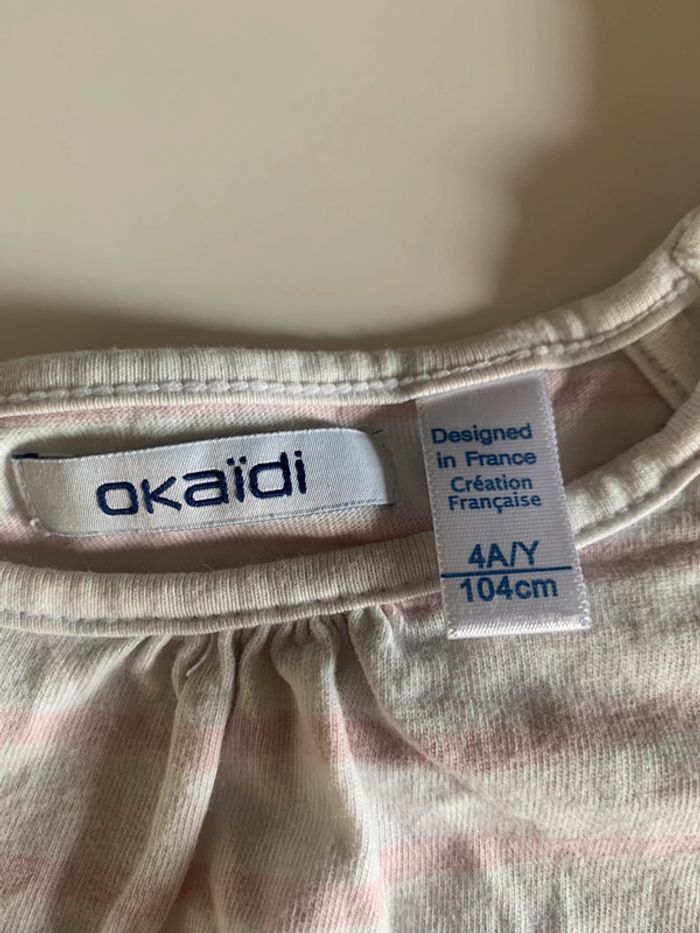 okaïdi
Designed
in France
Création
Française
4A/Y
104cm